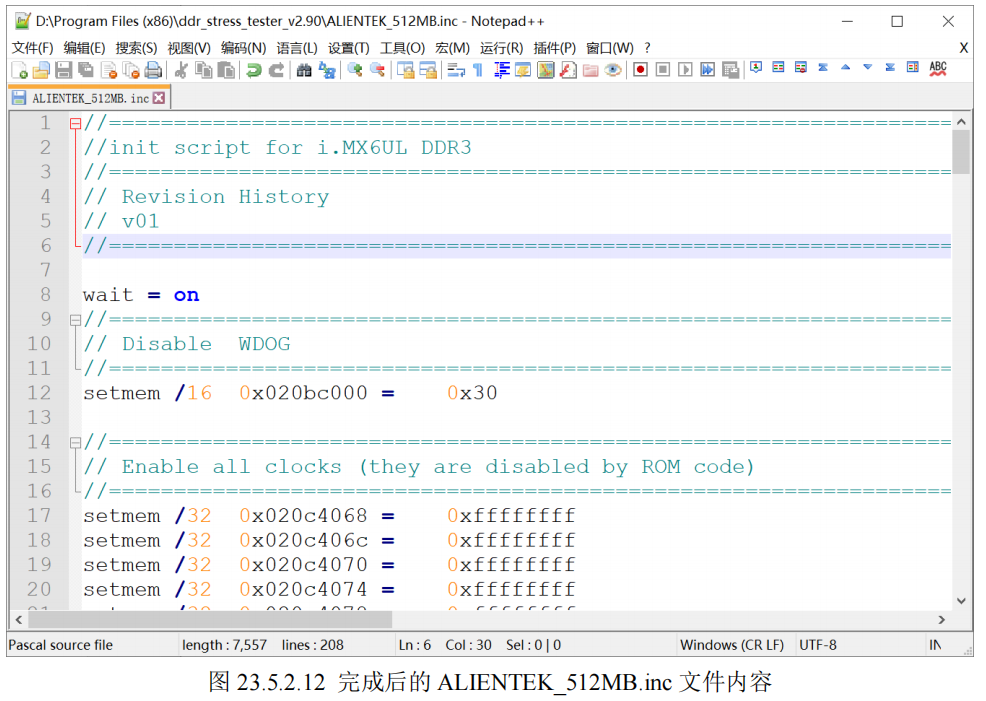 D:\Program Files (x86)\ddr_stress_tester_v2.90\ALIENTEK_512MB.inc - Notepad++
文件(F) 编辑(E) 搜索(S) 视图(V) 编码(N) 语言(L) 设置(T) 工具(O) 宏(M) 运行(R) 插件(P) 窗口(W) ? X
ABC
ALIENTEK_512MB.inc
1 //================================================================
2 //init script for i.MX6UL DDR3
3 //================================================================
4 // Revision History
5 // v01
6 //================================================================
7
8 wait = on
9 //================================================================
10 // Disable  WDOG
11 //================================================================
12 setmem /16  0x020bc000 =    0x30
13
14 //================================================================
15 // Enable all clocks (they are disabled by ROM code)
16 //================================================================
17 setmem /32  0x020c4068 =    0xffffffff
18 setmem /32  0x020c406c =    0xffffffff
19 setmem /32  0x020c4070 =    0xffffffff
20 setmem /32  0x020c4074 =    0xffffffff
Pascal source file length : 7,557 lines : 208 Ln : 6 Col : 30 Sel : 0 | 0 Windows (CR LF) UTF-8 IN
图 23.5.2.12 完成后的 ALIENTEK_512MB.inc 文件内容